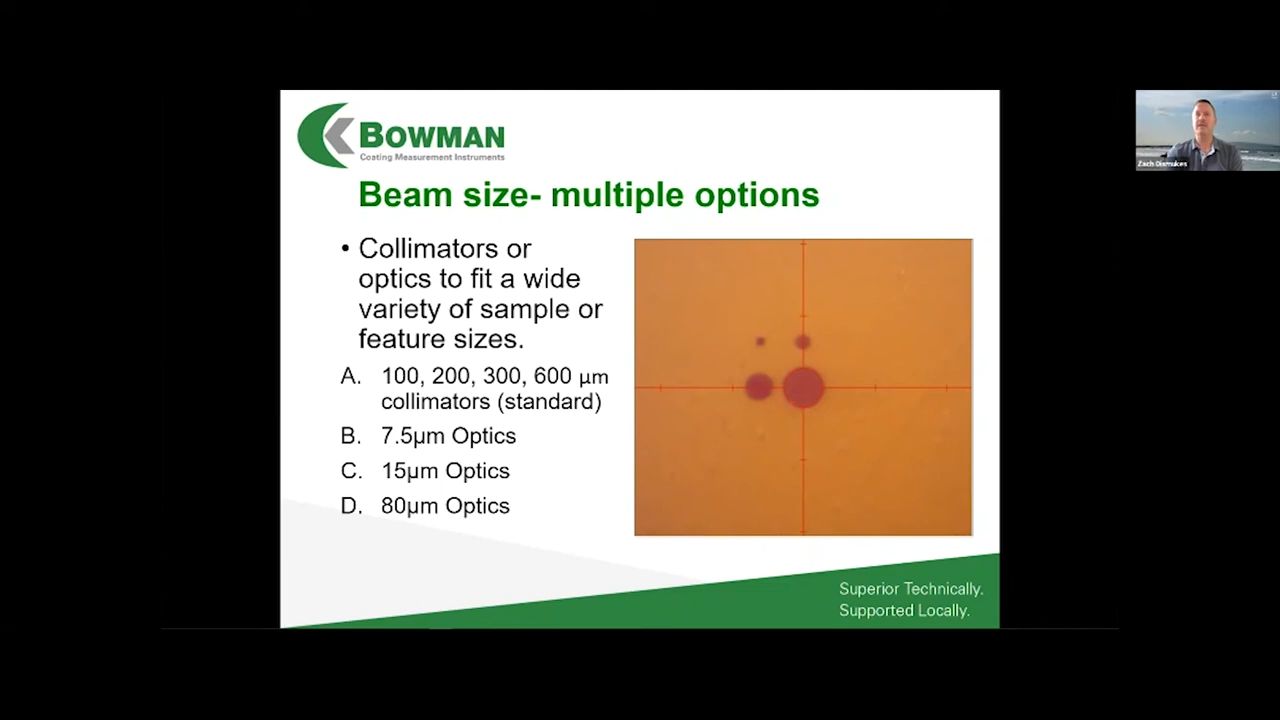 BOWMAN
Coating Measurement Instruments
Beam size- multiple options
• Collimators or
optics to fit a wide
variety of sample or
feature sizes.
A. 100, 200, 300, 600 µm
collimators (standard)
B. 7.5µm Optics
C. 15µm Optics
D. 80µm Optics
Superior Technically.
Supported Locally.
Zach Dismukes